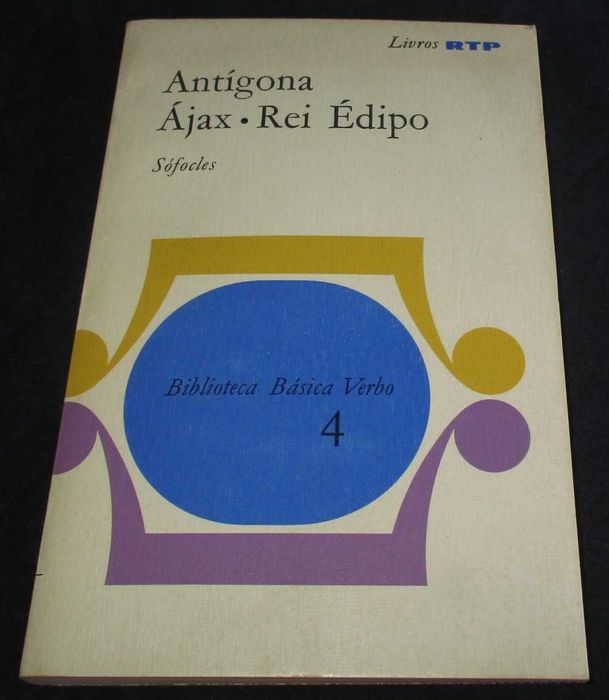 Livros RTP
Antígona
Ájax • Rei Édipo
Sófocles
Biblioteca Básica Verbo
4